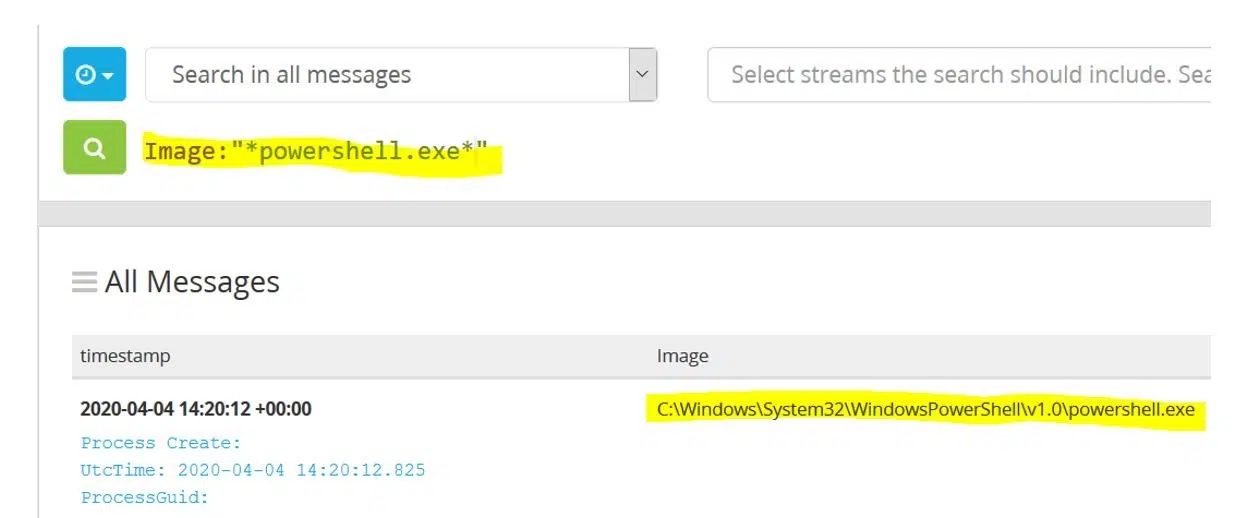 Search in all messages
Select streams the search should include. Sea
Image:"*powershell.exe*"
All Messages
timestamp Image
2020-04-04 14:20:12 +00:00 C:\Windows\System32\WindowsPowerShell\v1.0\powershell.exe
Process Create:
UtcTime: 2020-04-04 14:20:12.825
ProcessGuid: